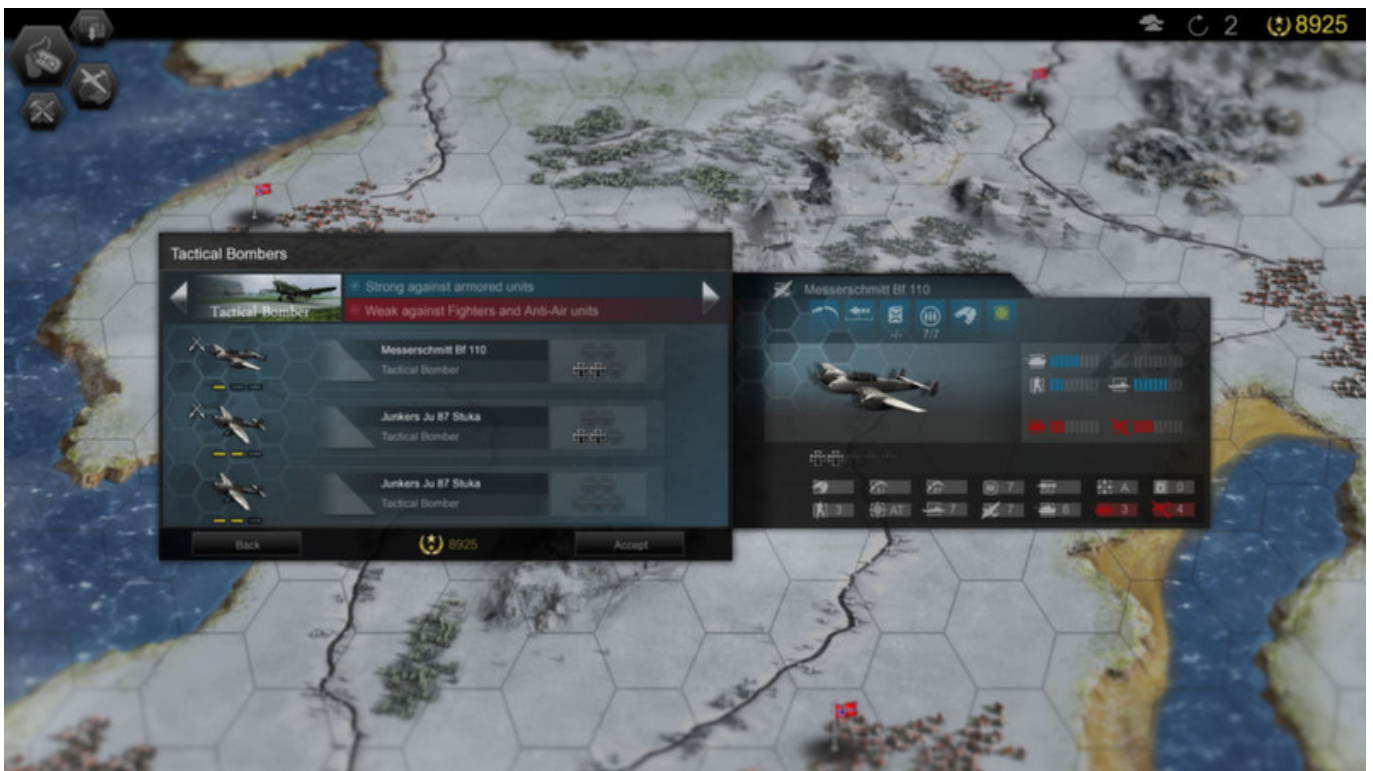 2 8925
Tactical Bombers
Tactical Bomber
Strong against armored units
Weak against Fighters and Anti-Air units
Messerschmitt Bf 110
Tactical Bomber
Junkers Ju 87 Stuka
Tactical Bomber
Junkers Ju 87 Stuka
Tactical Bomber
Back
8925
Accept
Messerschmitt Bf 110
-/- 7/7
7 A 0
3 AT 7 7 6 3 4